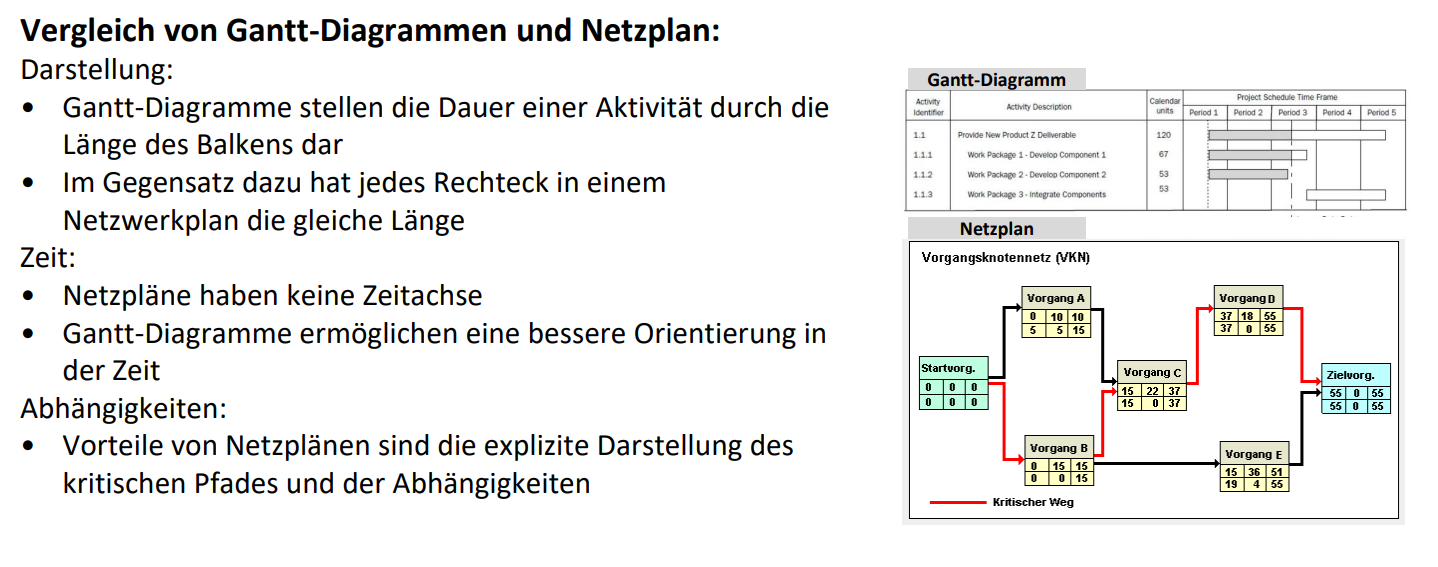 Vergleich von Gantt-Diagrammen und Netzplan:
Darstellung:
• Gantt-Diagramme stellen die Dauer einer Aktivität durch die
Länge des Balkens dar
• Im Gegensatz dazu hat jedes Rechteck in einem
Netzwerkplan die gleiche Länge
Zeit:
• Netzpläne haben keine Zeitachse
• Gantt-Diagramme ermöglichen eine bessere Orientierung in
der Zeit
Abhängigkeiten:
• Vorteile von Netzplänen sind die explizite Darstellung des
kritischen Pfades und der Abhängigkeiten
Gantt-Diagramm
Activity Identifier Activity Description Calendar units Project Schedule Time Frame
Period 1 Period 2 Period 3 Period 4 Period 5
1.1 Provide New Product Z Deliverable 120
1.1.1 Work Package 1 - Develop Component 1 67
1.1.2 Work Package 2 - Develop Component 2 53
1.1.3 Work Package 3 - Integrate Components 53
Netzplan
Vorgangsknotennetz (VKN)
Startvorg.
0 0 0
0 0 0
Vorgang A
0 10 10
5 5 15
Vorgang B
0 15 15
0 0 15
Vorgang C
15 22 37
15 0 37
Vorgang D
37 18 55
37 0 55
Vorgang E
15 36 51
19 4 55
Zielvorg.
55 0 55
55 0 55
Kritischer Weg